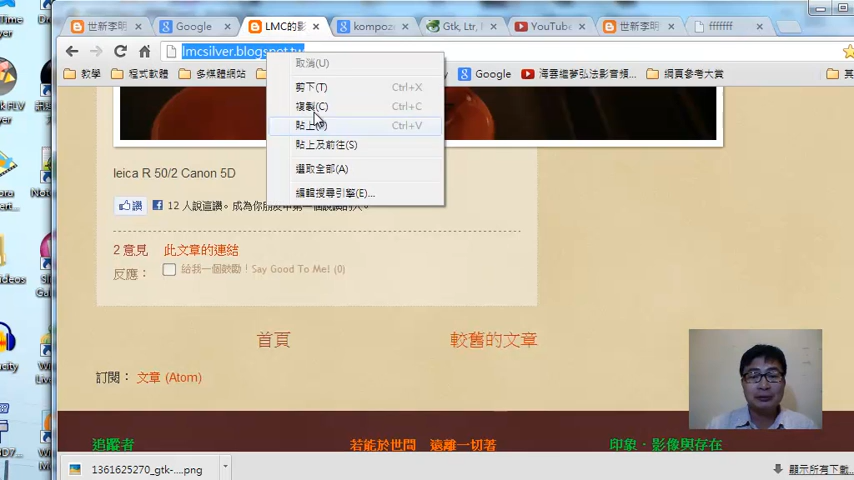 世新李明
Google
LMC的影
kompoz
Gtk, Ltr,
YouTube
世新李明
fffffff
lmcsilver.blogspot.tw
教學
程式軟體
多媒體網站
Google
海雲繼夢弘法影音頻...
網頁參考大賞
取消(U)
剪下(T) Ctrl+X
複製(C) Ctrl+C
貼上(P) Ctrl+V
貼上及前往(S)
選取全部(A)
編輯搜尋引擎(E)...
leica R 50/2 Canon 5D
讚
12 人說這讚。成為你朋友中第一個說讚的人。
2 意見 此文章的連結
反應： 給我一個鼓勵！Say Good To Me! (0)
首頁 較舊的文章
訂閱： 文章 (Atom)
追蹤者 若能於世間 遠離一切著 印象．影像與存在
1361625270_gtk-....png
顯示所有下載...